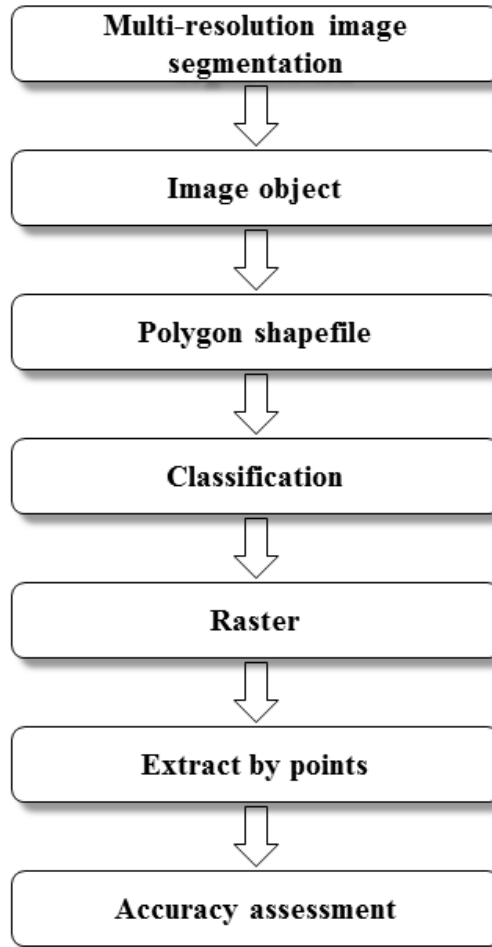 Multi-resolution image
segmentation
Image object
Polygon shapefile
Classification
Raster
Extract by points
Accuracy assessment